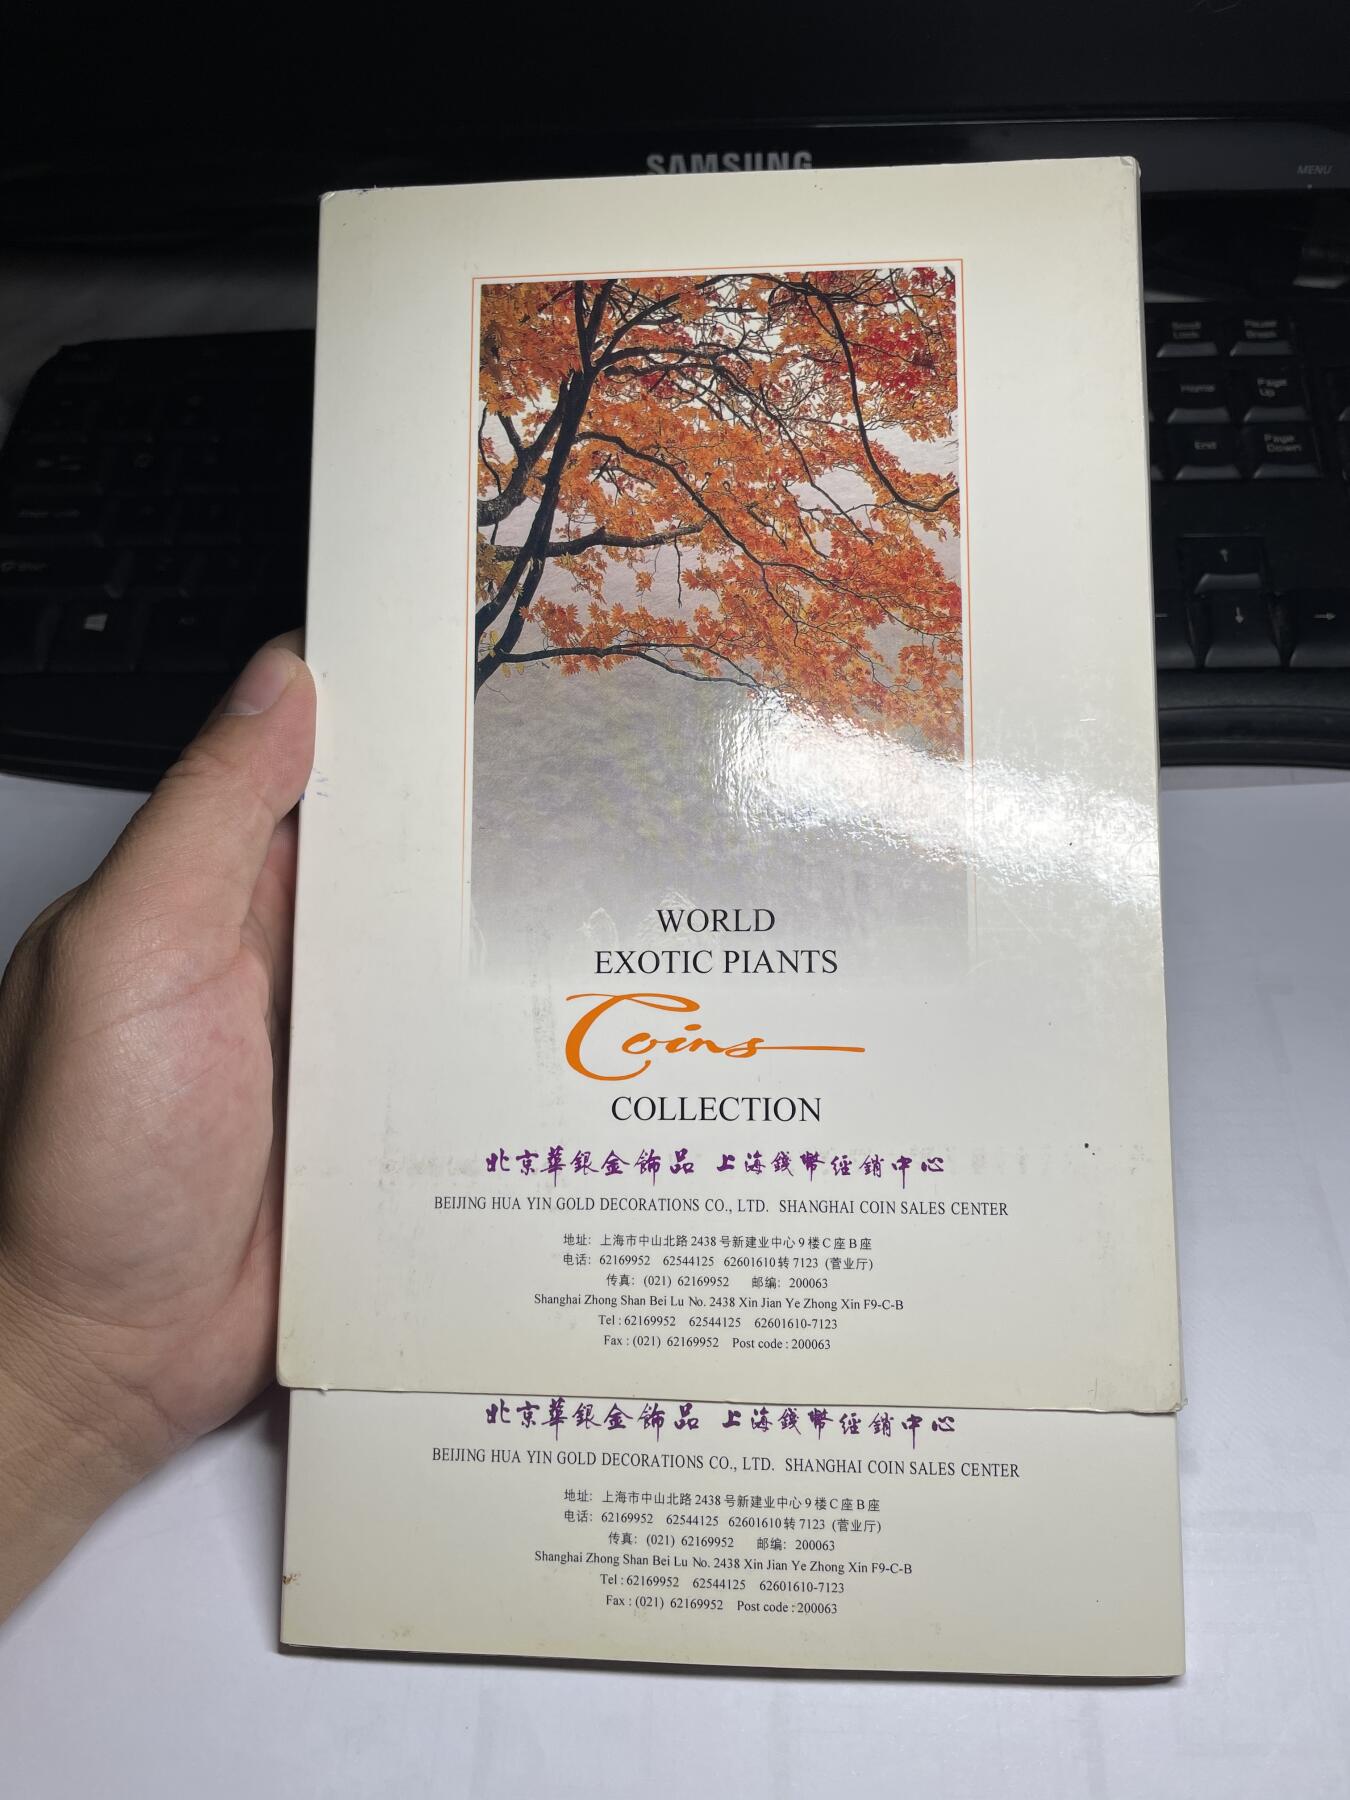 SAMSUNG
MENU
Scroll Lock
Pause Break
Home
Page Up
End
Page Down
WORLD
EXOTIC PIANTS
Coins
COLLECTION
北京華銀金飾品 上海錢幣經銷中心
BEIJING HUA YIN GOLD DECORATIONS CO., LTD. SHANGHAI COIN SALES CENTER
地址: 上海市中山北路2438号新建业中心9楼C座B座
电话: 62169952 62544125 62601610转7123 (营业厅)
传真: (021) 62169952 邮编: 200063
Shanghai Zhong Shan Bei Lu No. 2438 Xin Jian Ye Zhong Xin F9-C-B
Tel : 62169952 62544125 62601610-7123
Fax : (021) 62169952 Post code : 200063
北京華銀金飾品 上海錢幣經銷中心
BEIJING HUA YIN GOLD DECORATIONS CO., LTD. SHANGHAI COIN SALES CENTER
地址: 上海市中山北路2438号新建业中心9楼C座B座
电话: 62169952 62544125 62601610转7123 (营业厅)
传真: (021) 62169952 邮编: 200063
Shanghai Zhong Shan Bei Lu No. 2438 Xin Jian Ye Zhong Xin F9-C-B
Tel : 62169952 62544125 62601610-7123
Fax : (021) 62169952 Post code : 200063